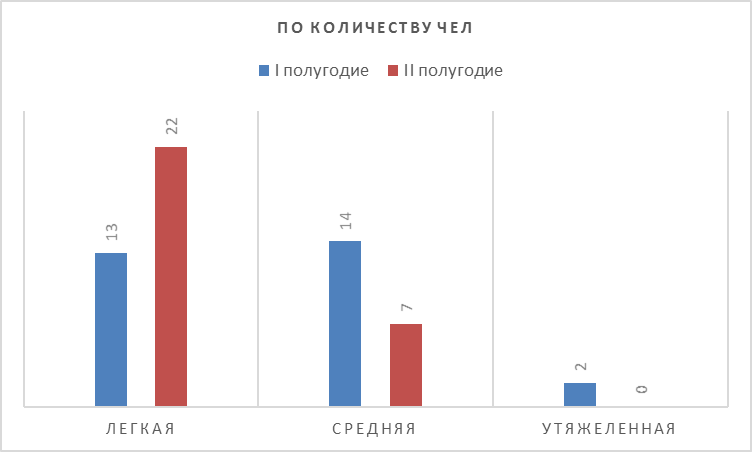 ПО КОЛИЧЕСТВУ ЧЕЛ
I полугодие II полугодие
13 22 14 7 2 0
ЛЕГКАЯ СРЕДНЯЯ УТЯЖЕЛЕННАЯ